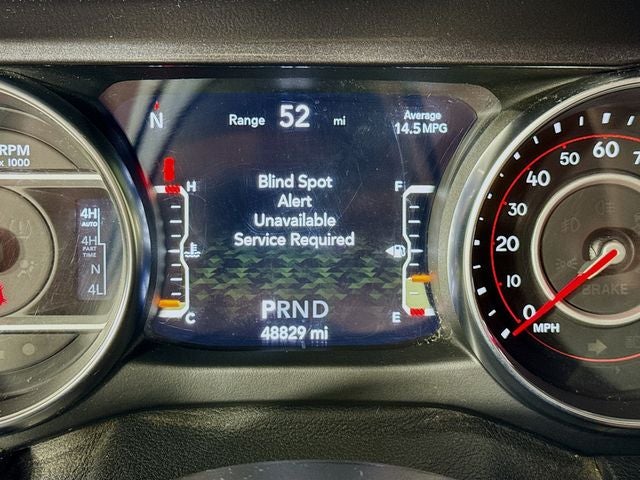 RPM
x 1000
4H
AUTO
4H
PART
TIME
N
4L
N
Range 52 mi
Average
14.5 MPG
H
C
Blind Spot
Alert
Unavailable
Service Required
PRND
48829 mi
F
E
0
10
20
30
40
50
60
MPH
BRAKE